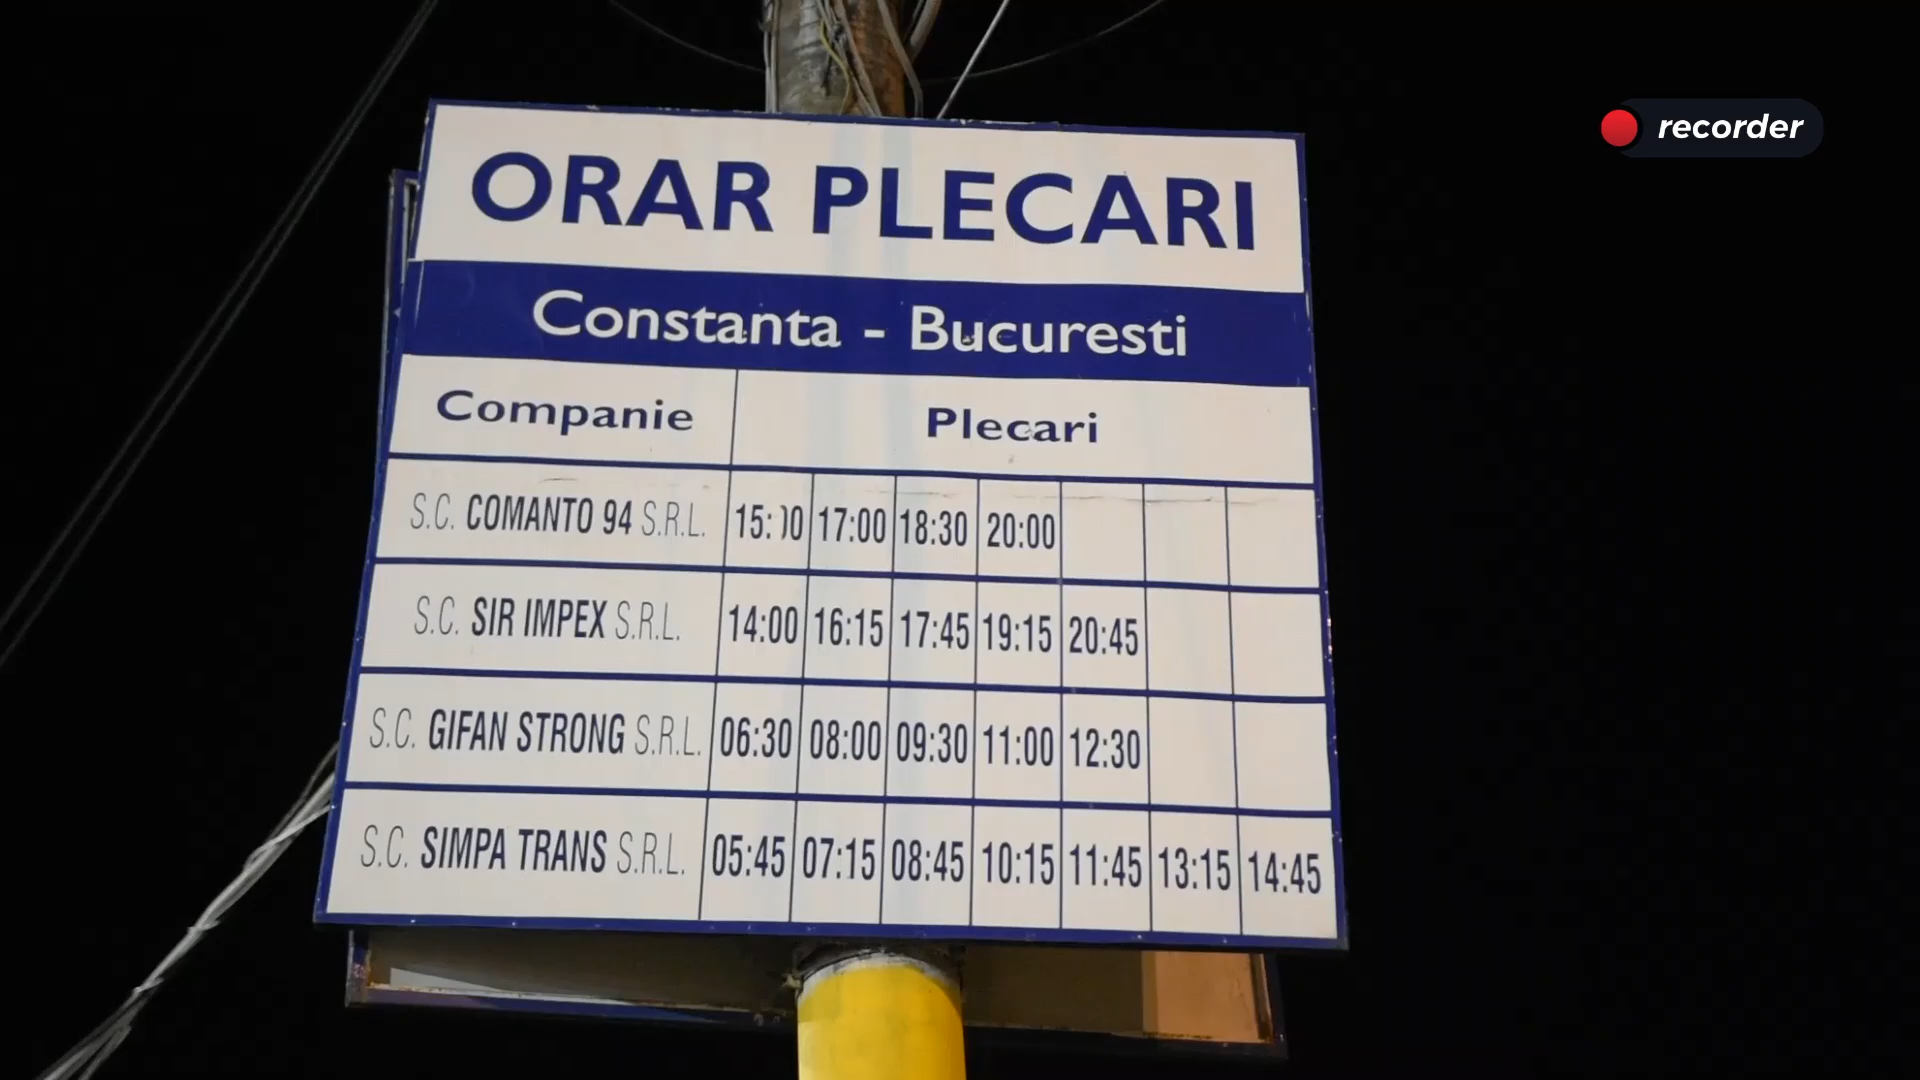 recorder
ORAR PLECARI
Constanta - Bucuresti
Companie Plecari
S.C. COMANTO 94 S.R.L. 15:00 17:00 18:30 20:00
S.C. SIR IMPEX S.R.L. 14:00 16:15 17:45 19:15 20:45
S.C. GIFAN STRONG S.R.L. 06:30 08:00 09:30 11:00 12:30
S.C. SIMPA TRANS S.R.L. 05:45 07:15 08:45 10:15 11:45 13:15 14:45